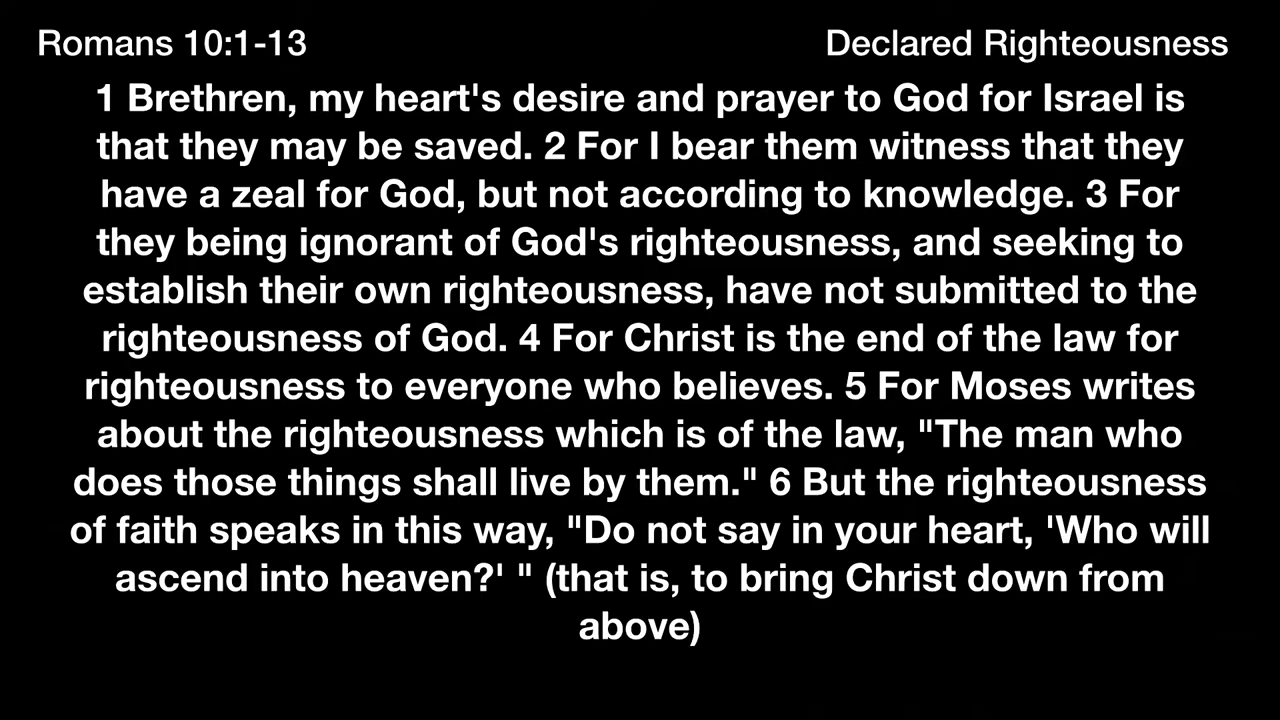 Romans 10:1-13
Declared Righteousness
1 Brethren, my heart's desire and prayer to God for Israel is
that they may be saved. 2 For I bear them witness that they
have a zeal for God, but not according to knowledge. 3 For
they being ignorant of God's righteousness, and seeking to
establish their own righteousness, have not submitted to the
righteousness of God. 4 For Christ is the end of the law for
righteousness to everyone who believes. 5 For Moses writes
about the righteousness which is of the law, "The man who
does those things shall live by them." 6 But the righteousness
of faith speaks in this way, "Do not say in your heart, 'Who will
ascend into heaven?' " (that is, to bring Christ down from
above)